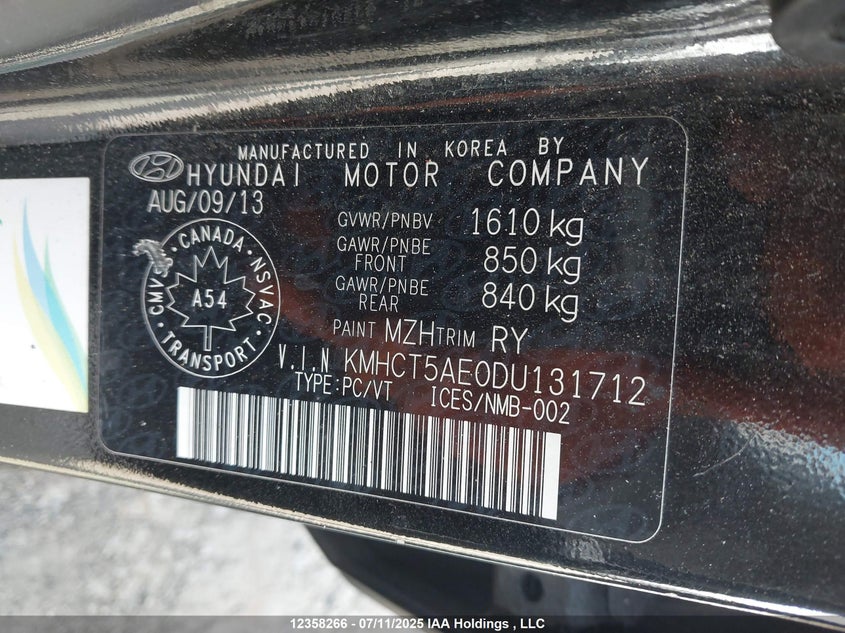 MANUFACTURED IN KOREA BY
HYUNDAI MOTOR COMPANY
AUG/09/13
GVWR/PNBV 1610 kg
GAWR/PNBE FRONT 850 kg
GAWR/PNBE REAR 840 kg
CANADA NSVAC
A54
CMVSS
TRANSPORT
PAINT MZH TRIM RY
V.I.N KMHCT5AE0DU131712
TYPE:PC/VT ICES/NMB-002
12358266 - 07/11/2025 IAA Holdings , LLC